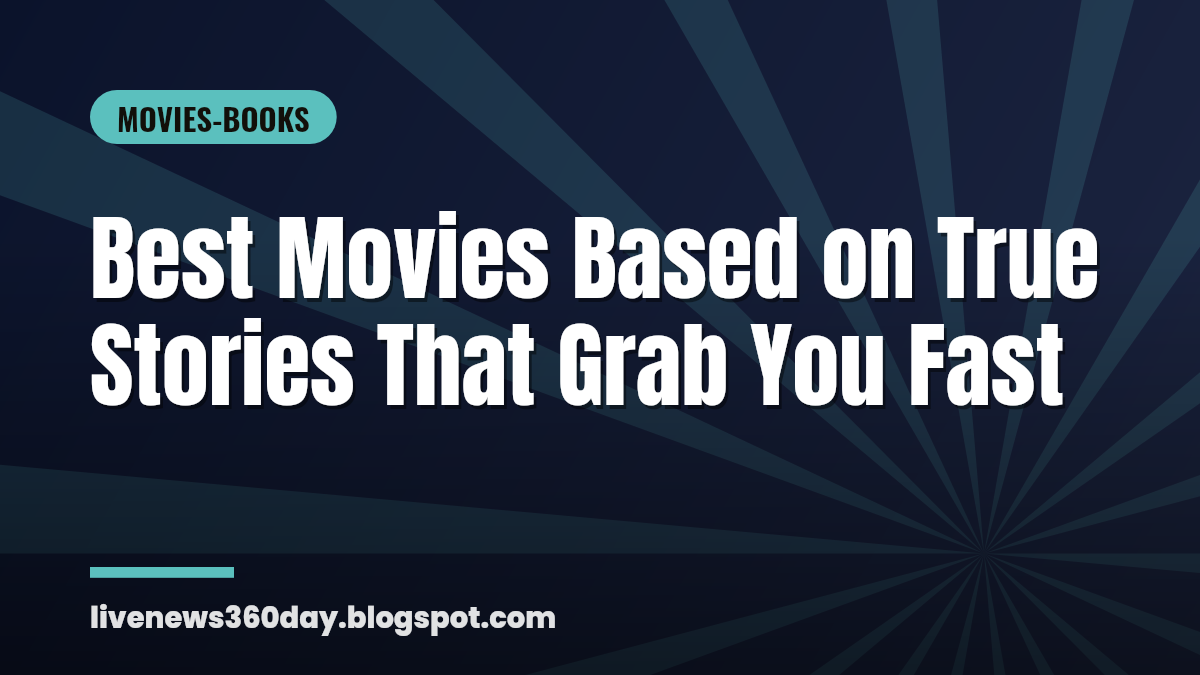 MOVIES-BOOKS
Best Movies Based on True
Stories That Grab You Fast
livenews360day.blogspot.com